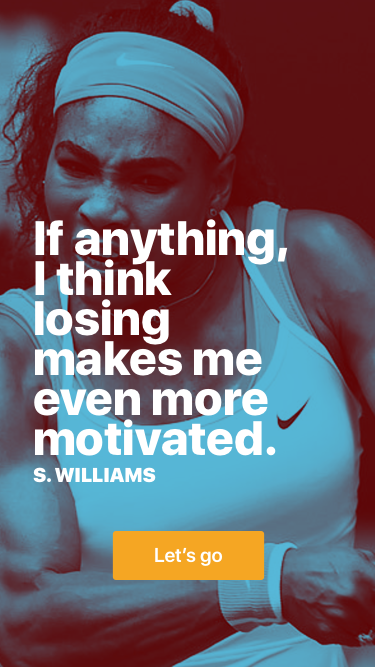 If anything,
I think
losing
makes me
even more
motivated.
S. WILLIAMS
Let’s go